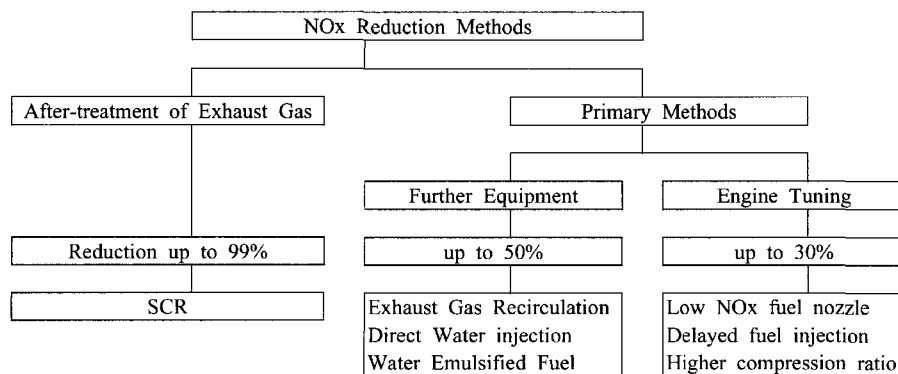 NOx Reduction Methods
After-treatment of Exhaust Gas
Primary Methods
Further Equipment
Engine Tuning
Reduction up to 99%
up to 50%
up to 30%
SCR
Exhaust Gas Recirculation
Direct Water injection
Water Emulsified Fuel
Low NOx fuel nozzle
Delayed fuel injection
Higher compression ratio